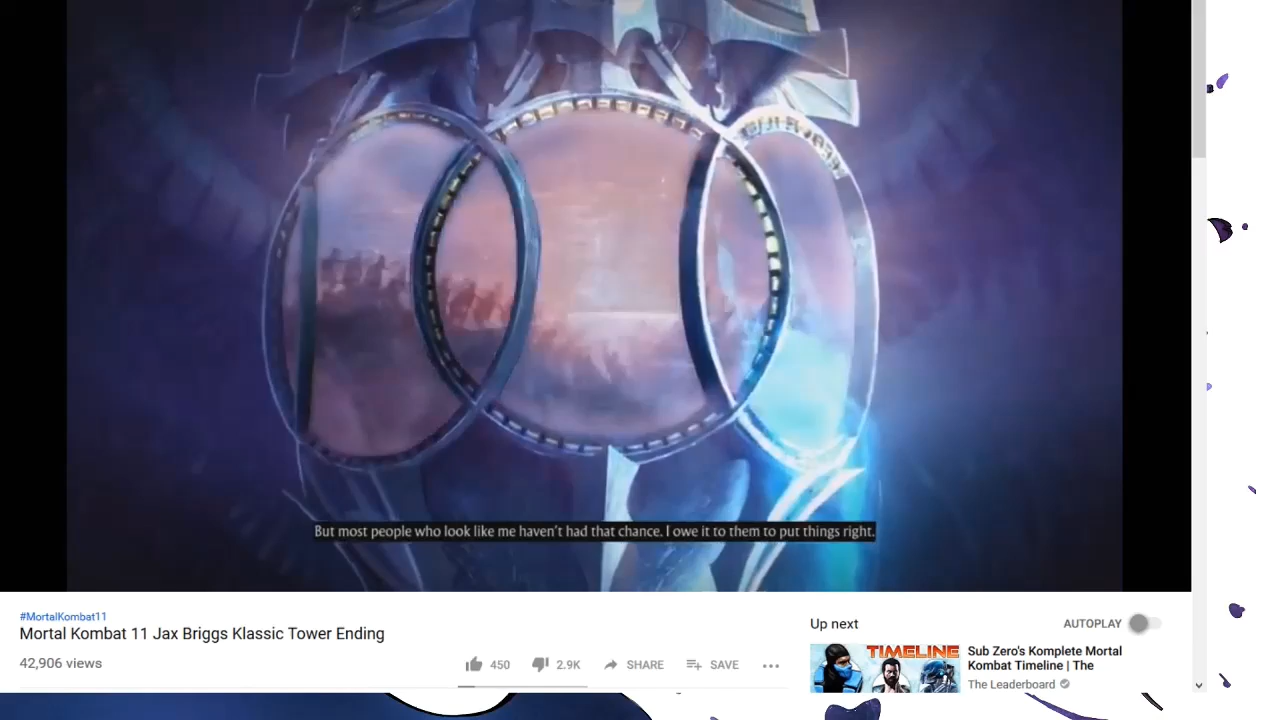 But most people who look like me haven't had that chance. I owe it to them to put things right.
#MortalKombat11
Mortal Kombat 11 Jax Briggs Klassic Tower Ending
42,906 views
450
2.9K
SHARE
SAVE
Up next
AUTOPLAY
TIMELINE
Sub Zero's Komplete Mortal
Kombat Timeline | The
The Leaderboard